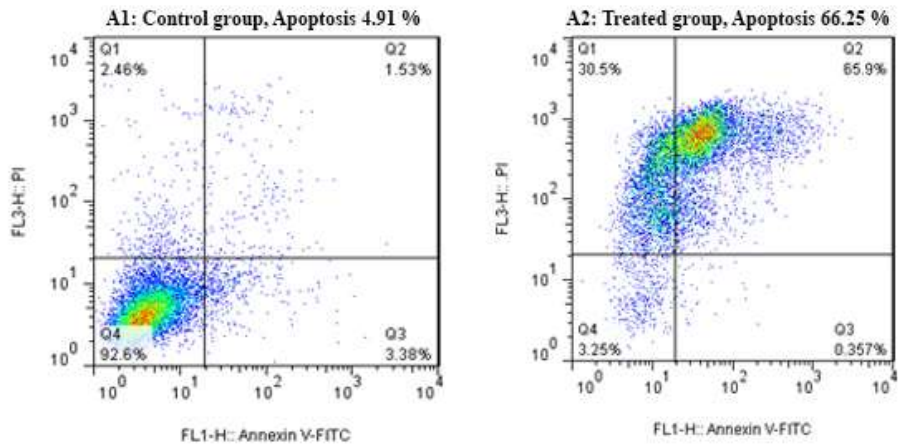 A1: Control group, Apoptosis 4.91 %
10^4
Q1
2.46%
Q2
1.53%
10^3
10^2
10^1
10^0
Q4
92.6%
Q3
3.38%
FL3-H:: PI
10^0 10^1 10^2 10^3 10^4
FL1-H:: Annexin V-FITC
A2: Treated group, Apoptosis 66.25 %
10^4
Q1
30.5%
Q2
65.9%
10^3
10^2
10^1
10^0
Q4
3.25%
Q3
0.357%
FL3-H:: PI
10^0 10^1 10^2 10^3 10^4
FL1-H:: Annexin V-FITC